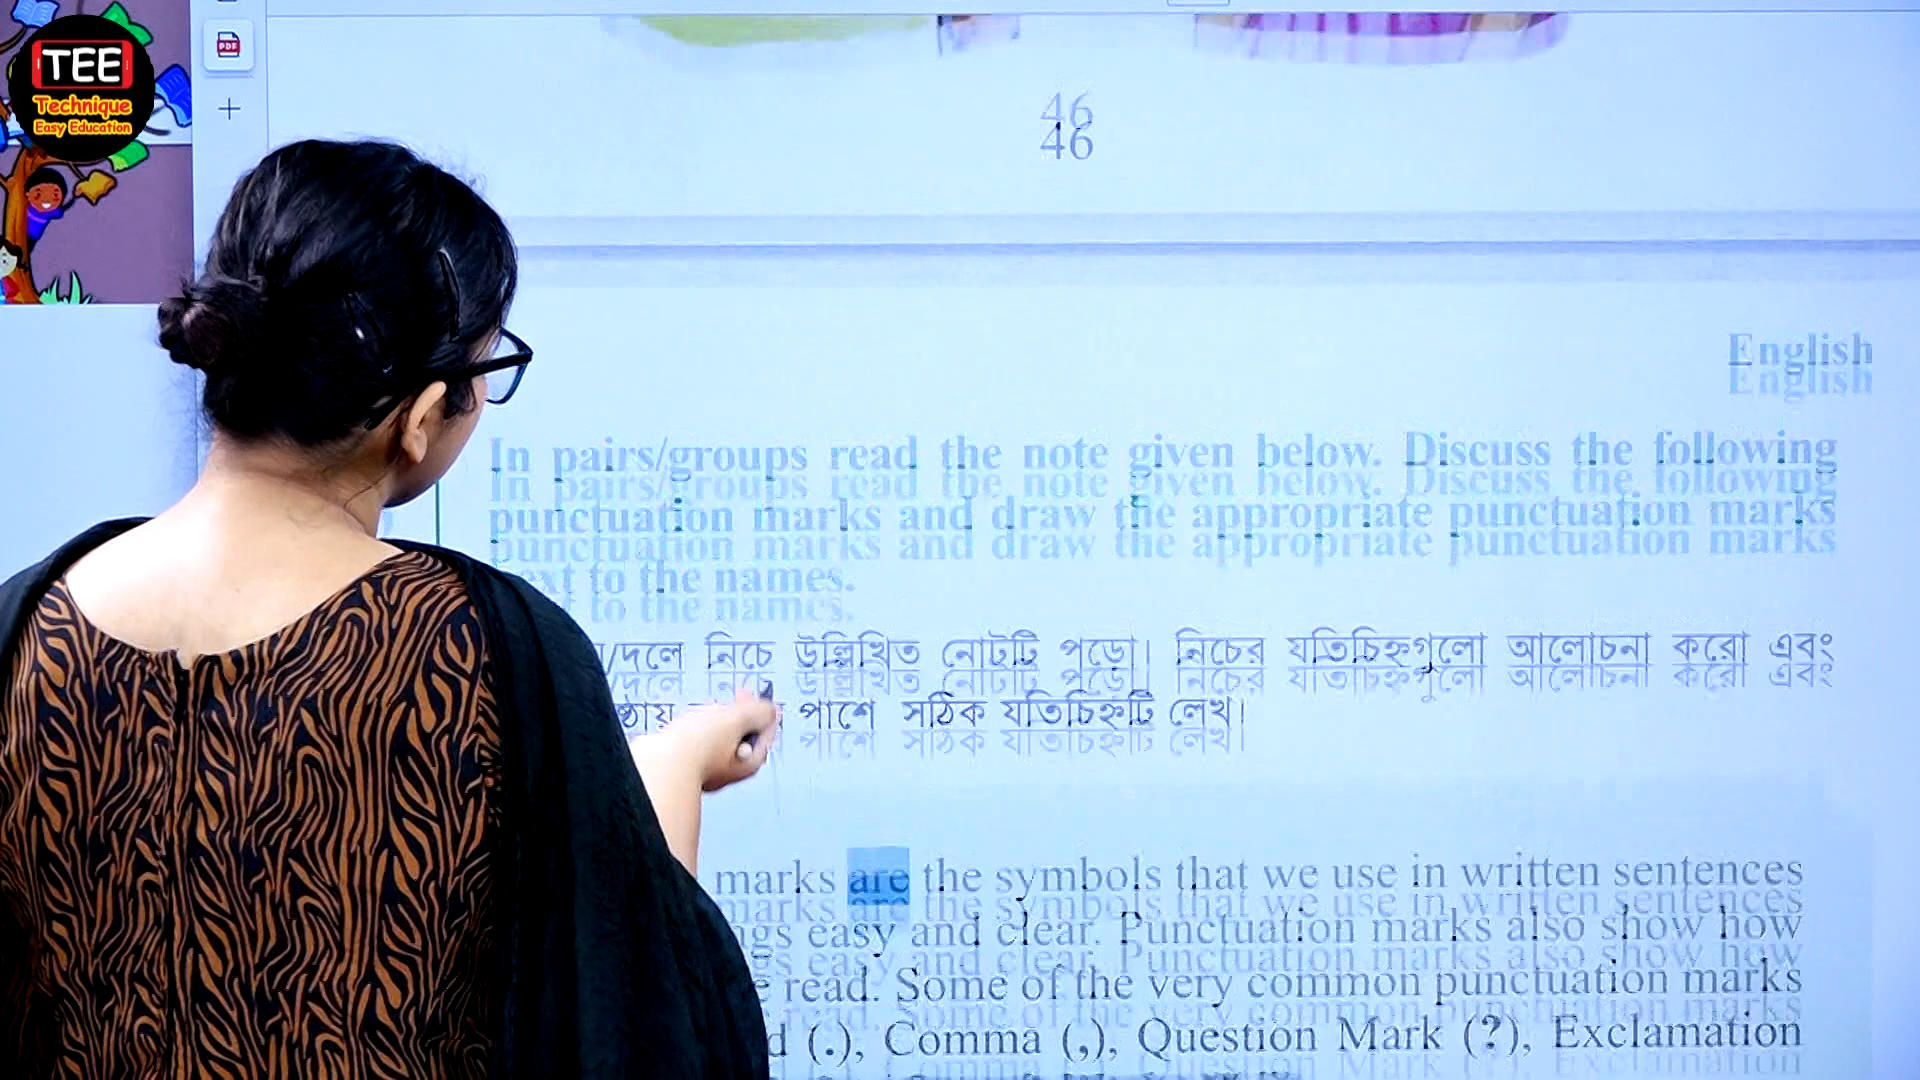 TEE
Technique
Easy Education
PDF
46
English
In pairs/groups read the note given below. Discuss the following
punctuation marks and draw the appropriate punctuation marks
to the names.
/দলে নিচে উল্লিখিত নোটটি পড়ো। নিচের যতিচিহ্নগুলো আলোচনা করো এবং
পাশে সঠিক যতিচিহ্নটি লেখ।
marks are the symbols that we use in written sentences
easy and clear. Punctuation marks also show how
read. Some of the very common punctuation marks
(.), Comma (,), Question Mark (?), Exclamation